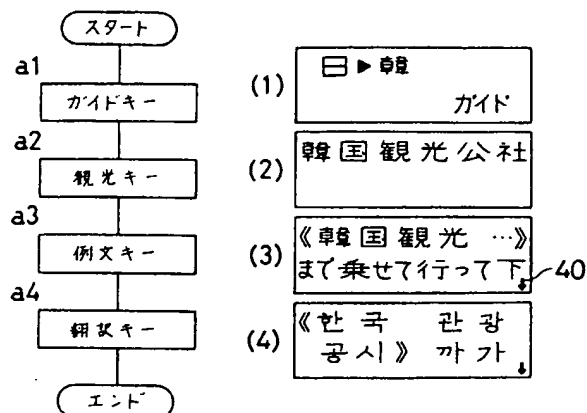 スタート
a1
ガイドキー
a2
観光キー
a3
例文キー
a4
翻訳キー
エンド
(1)
日▶韓
ガイド
(2)
韓国観光公社
(3)
《韓国観光 …》
まで乗せて行って下
40
(4)
《한국 관광
공시》 까가